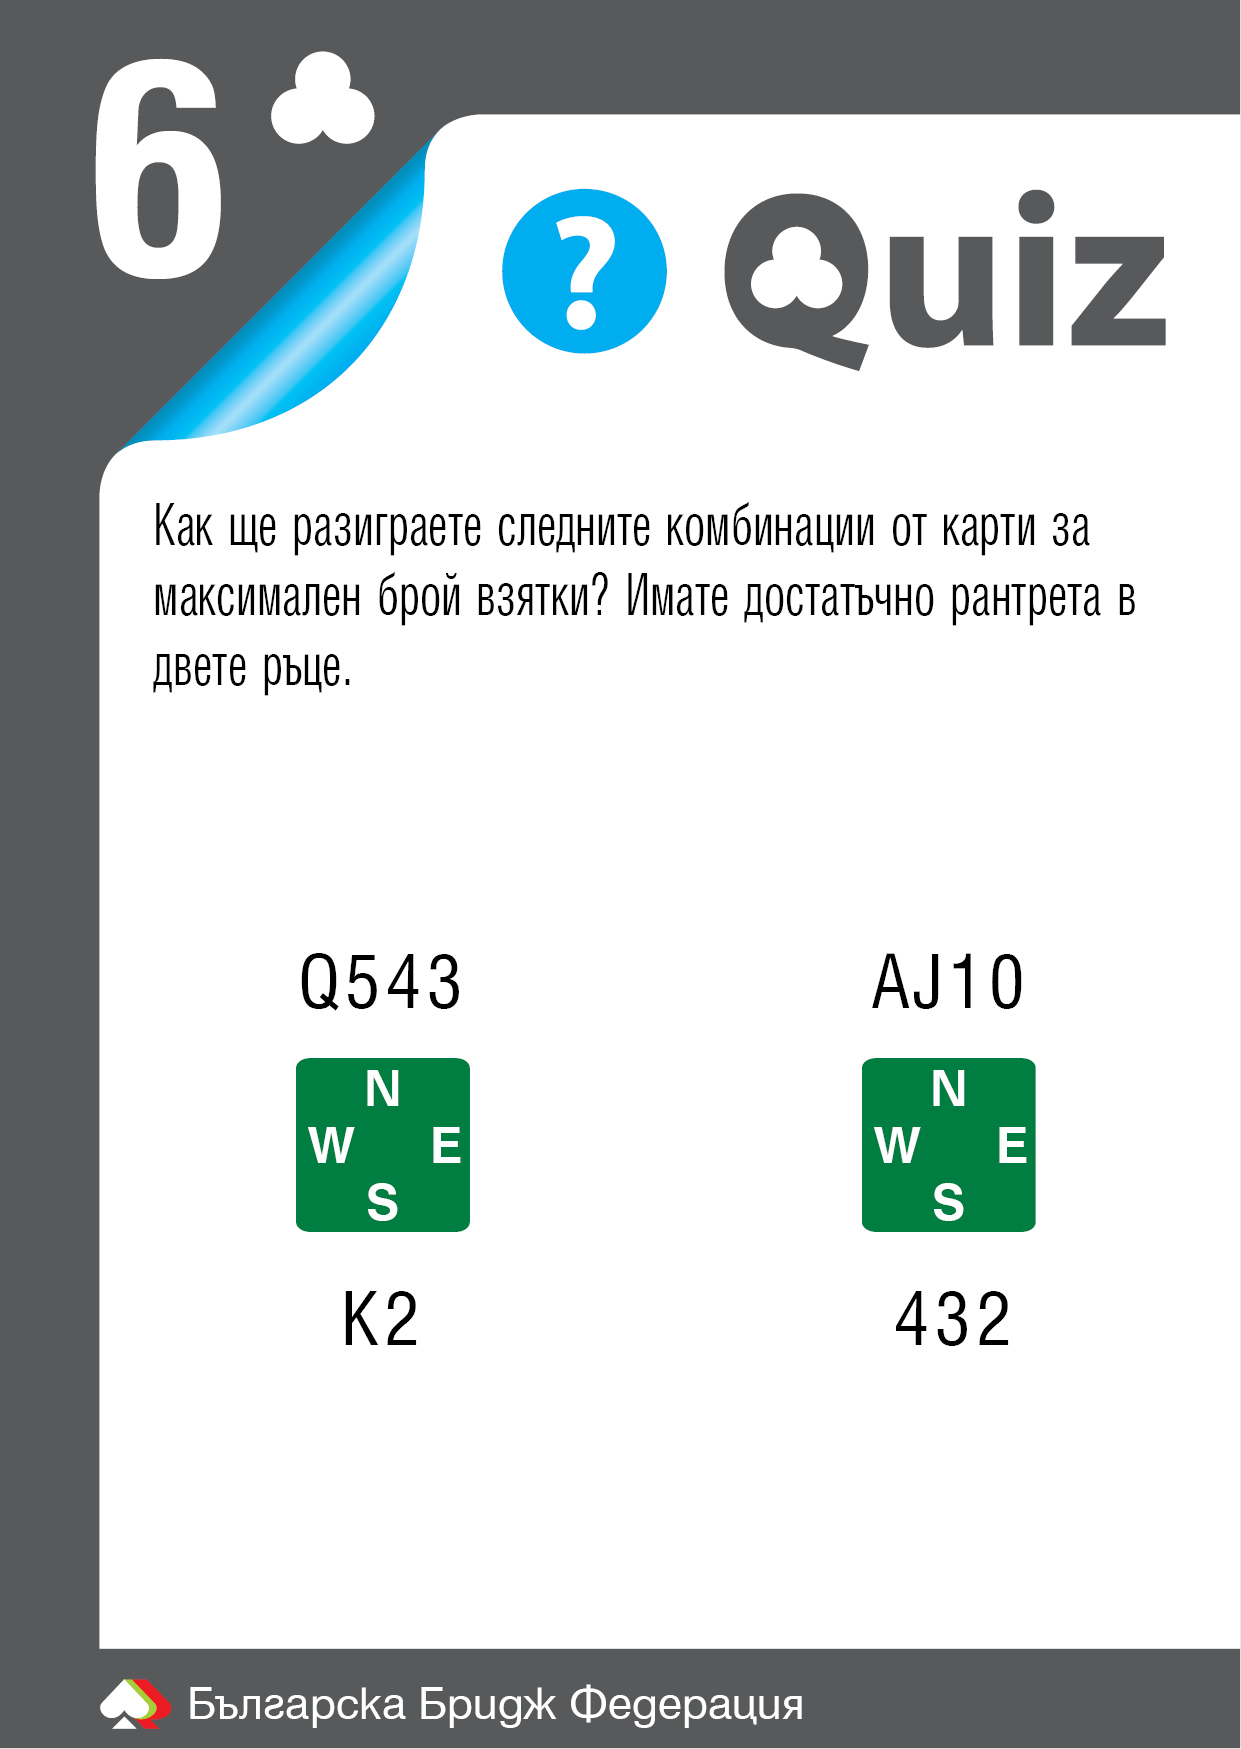 6
? Quiz
Как ще разиграете следните комбинации от карти за
максимален брой взятки? Имате достатъчно рантрета в
двете ръце.
Q543 AJ10
N N
W E W E
S S
K2 432
Българска Бридж Федерация